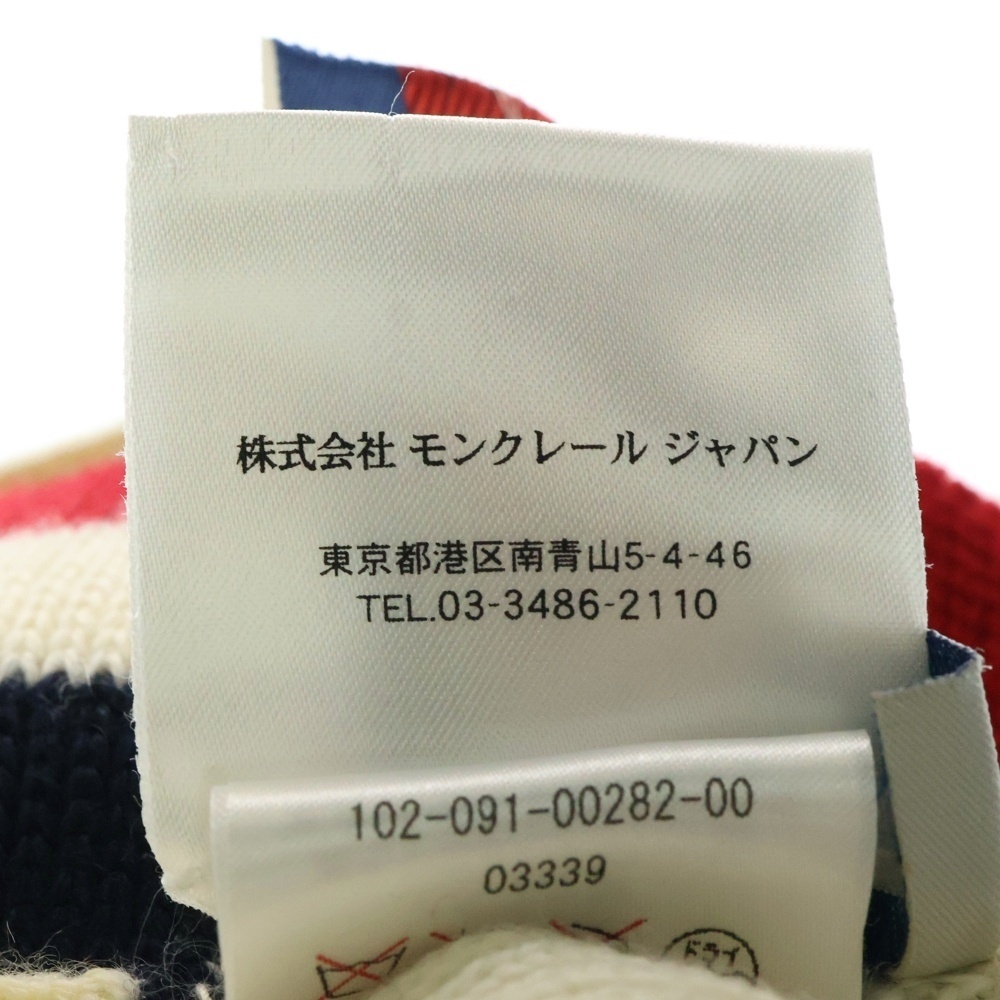 株式会社 モンクレール ジャパン
東京都港区南青山5-4-46
TEL.03-3486-2110
102-091-00282-00
03339
ドライ